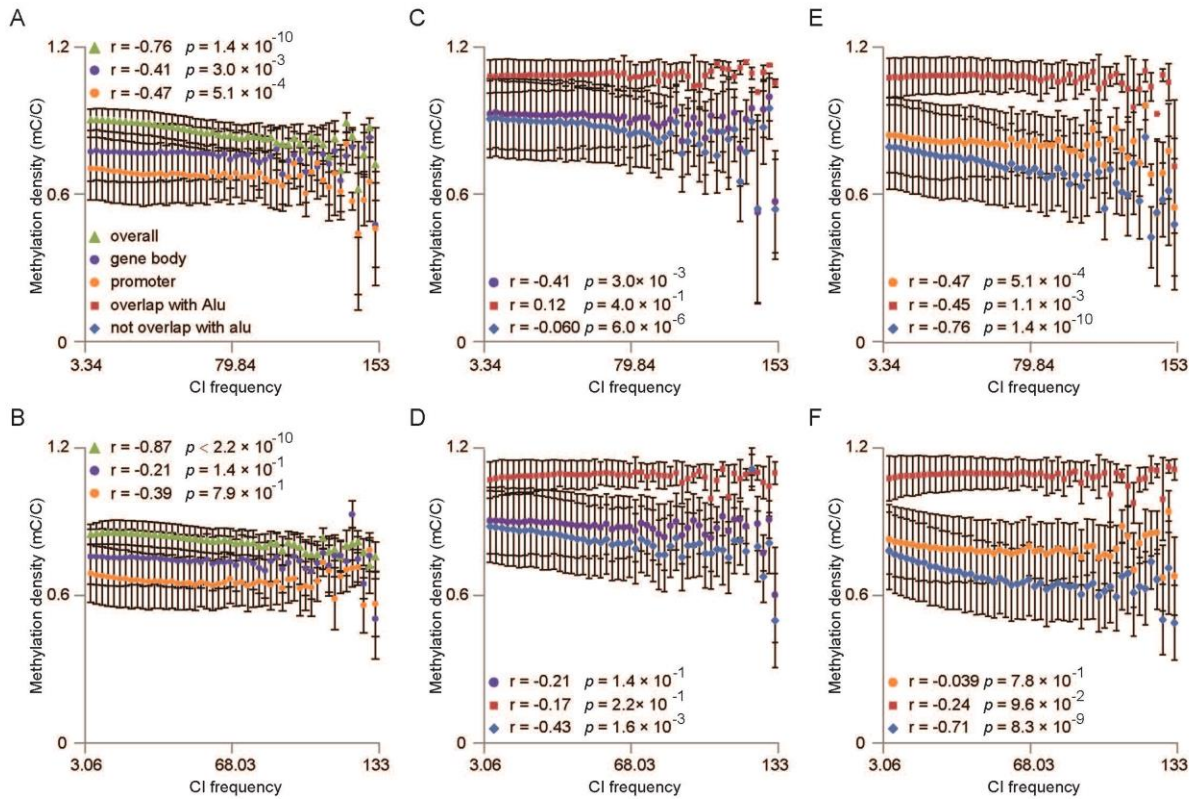 A
r = -0.76 p = 1.4 × 10-10
r = -0.41 p = 3.0 × 10-3
r = -0.47 p = 5.1 × 10-4
1.2
0.6
0
Methylation density (mC/C)
overall
gene body
promoter
overlap with Alu
not overlap with alu
3.34 79.84 153
CI frequency
C
1.2
0.6
0
Methylation density (mC/C)
r = -0.41 p = 3.0× 10-3
r = 0.12 p = 4.0 × 10-1
r = -0.060 p = 6.0 × 10-6
3.34 79.84 153
CI frequency
E
1.2
0.6
0
Methylation density (mC/C)
r = -0.47 p = 5.1 × 10-4
r = -0.45 p = 1.1 × 10-3
r = -0.76 p = 1.4 × 10-10
3.34 79.84 153
CI frequency
B
r = -0.87 p < 2.2 × 10-10
r = -0.21 p = 1.4 × 10-1
r = -0.39 p = 7.9 × 10-1
1.2
0.6
0
Methylation density (mC/C)
3.06 68.03 133
CI frequency
D
1.2
0.6
0
Methylation density (mC/C)
r = -0.21 p = 1.4 × 10-1
r = -0.17 p = 2.2× 10-1
r = -0.43 p = 1.6 × 10-3
3.06 68.03 133
CI frequency
F
1.2
0.6
0
Methylation density (mC/C)
r = -0.039 p = 7.8 × 10-1
r = -0.24 p = 9.6 × 10-2
r = -0.71 p = 8.3 × 10-9
3.06 68.03 133
CI frequency